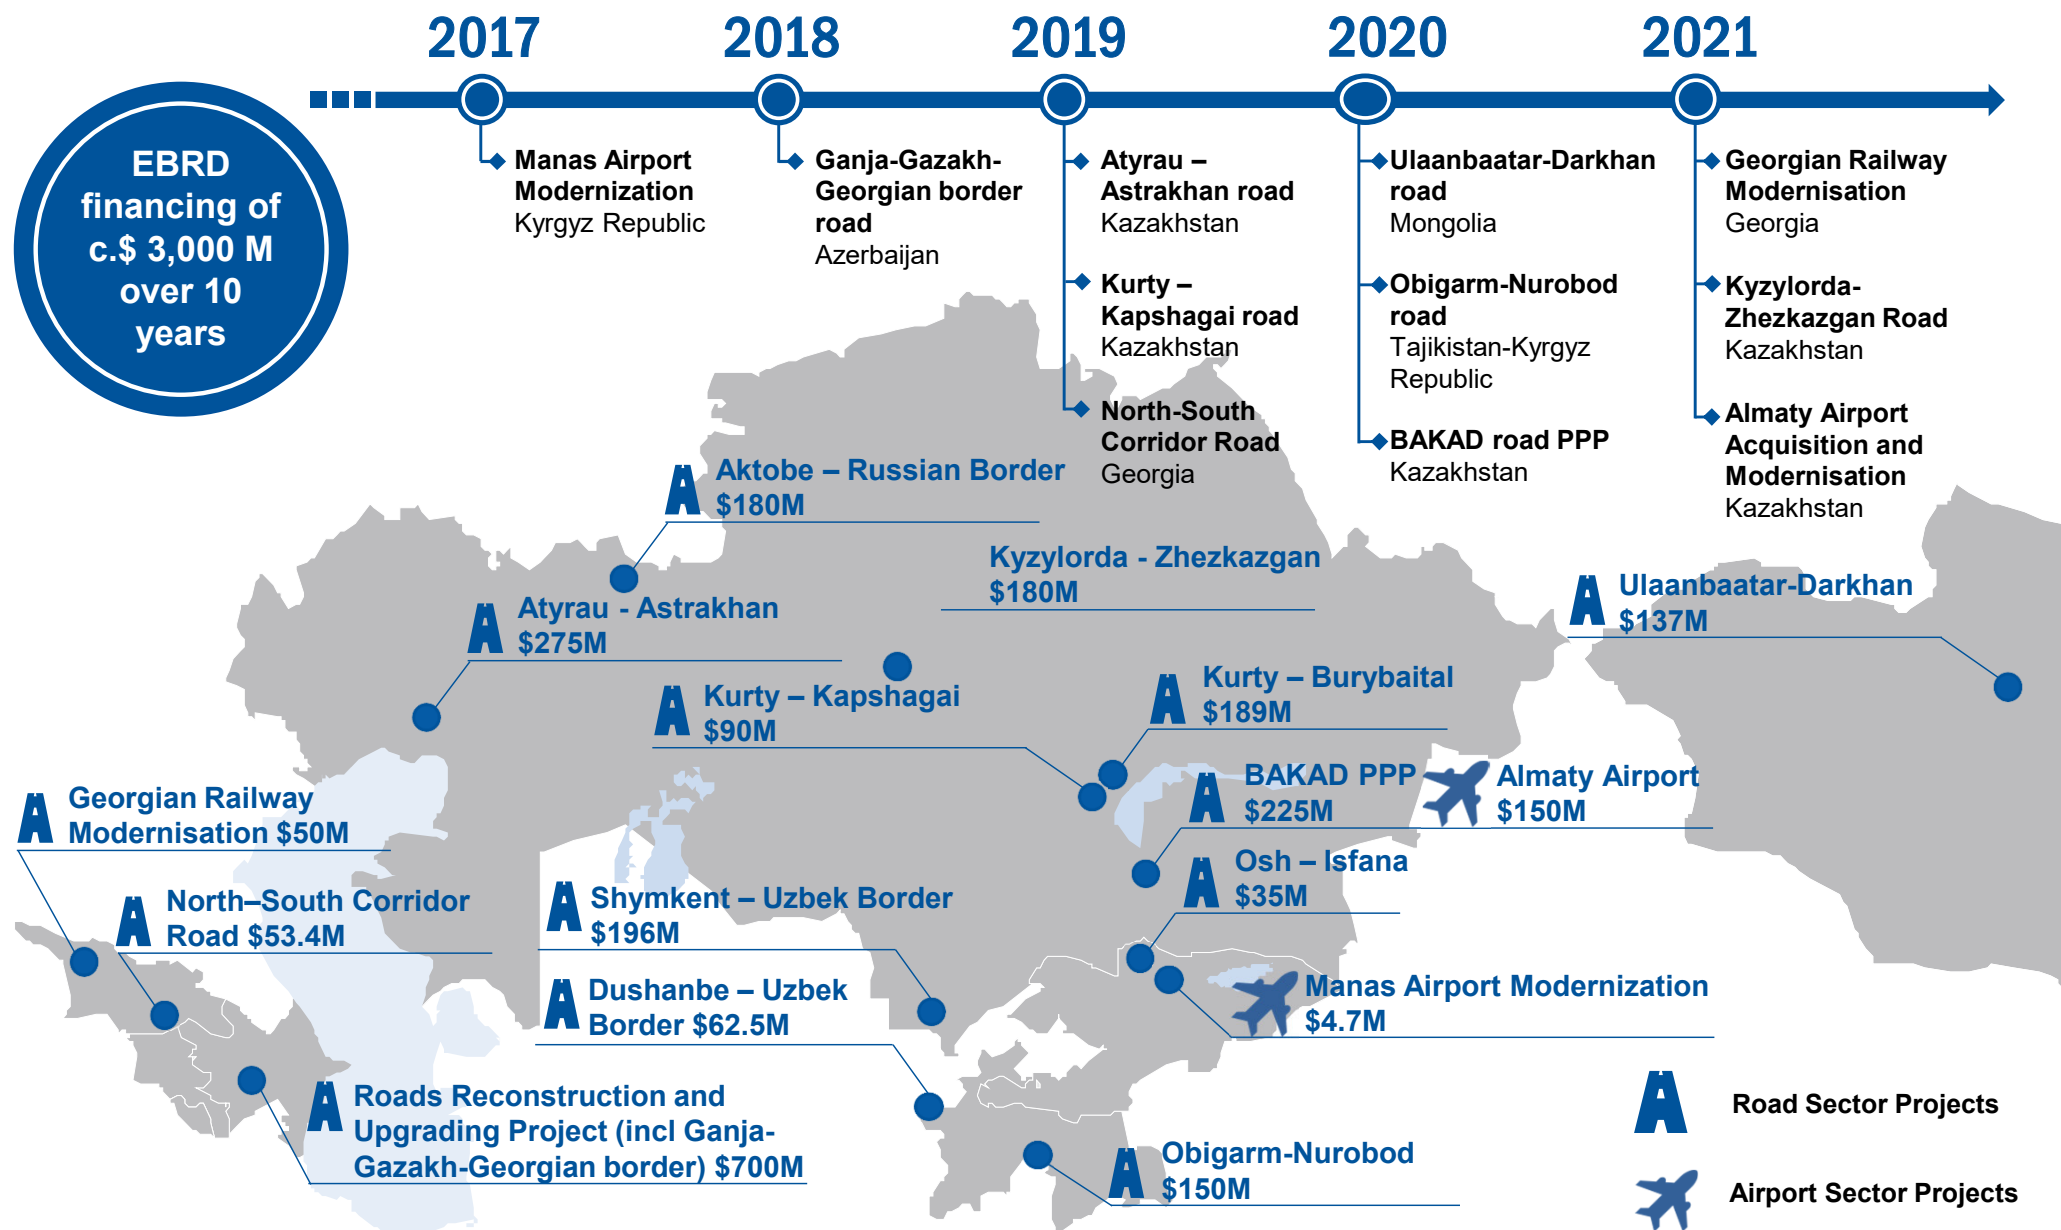 2017
2018
2019
2020
2021
EBRD
financing of
c.$ 3,000 M
over 10
years
Manas Airport
Modernization
Kyrgyz Republic
Ganja-Gazakh-
Georgian border
road
Azerbaijan
Atyrau –
Astrakhan road
Kazakhstan
Kurty –
Kapshagai road
Kazakhstan
North-South
Corridor Road
Georgia
Ulaanbaatar-Darkhan
road
Mongolia
Obigarm-Nurobod
road
Tajikistan-Kyrgyz
Republic
BAKAD road PPP
Kazakhstan
Georgian Railway
Modernisation
Georgia
Kyzylorda-
Zhezkazgan Road
Kazakhstan
Almaty Airport
Acquisition and
Modernisation
Kazakhstan
Aktobe – Russian Border
$180M
Kyzylorda - Zhezkazgan
$180M
Ulaanbaatar-Darkhan
$137M
Atyrau - Astrakhan
$275M
Kurty – Kapshagai
$90M
Kurty – Burybaital
$189M
BAKAD PPP
$225M
Almaty Airport
$150M
Georgian Railway
Modernisation $50M
Osh – Isfana
$35M
North–South Corridor
Road $53.4M
Shymkent – Uzbek Border
$196M
Dushanbe – Uzbek
Border $62.5M
Manas Airport Modernization
$4.7M
Roads Reconstruction and
Upgrading Project (incl Ganja-
Gazakh-Georgian border) $700M
Obigarm-Nurobod
$150M
Road Sector Projects
Airport Sector Projects